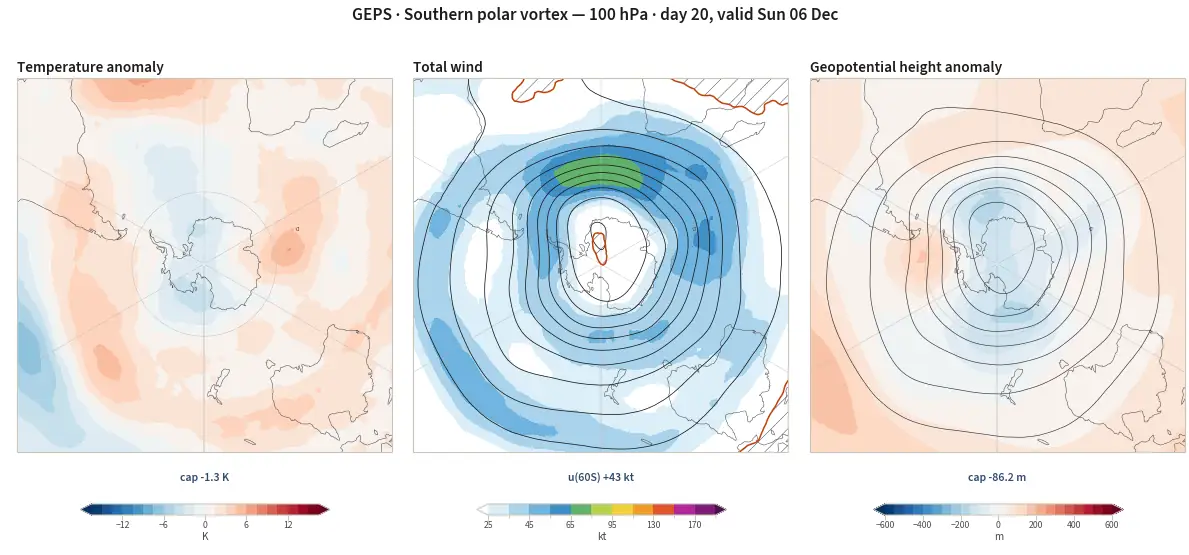 GEPS · Southern polar vortex — 100 hPa · day 20, valid Sun 06 Dec
Temperature anomaly
Total wind
Geopotential height anomaly
cap -1.3 K
u(60S) +43 kt
cap -86.2 m
−12 −6 0 6 12
K
25 45 65 95 130 170
kt
−600 −400 −200 0 200 400 600
m